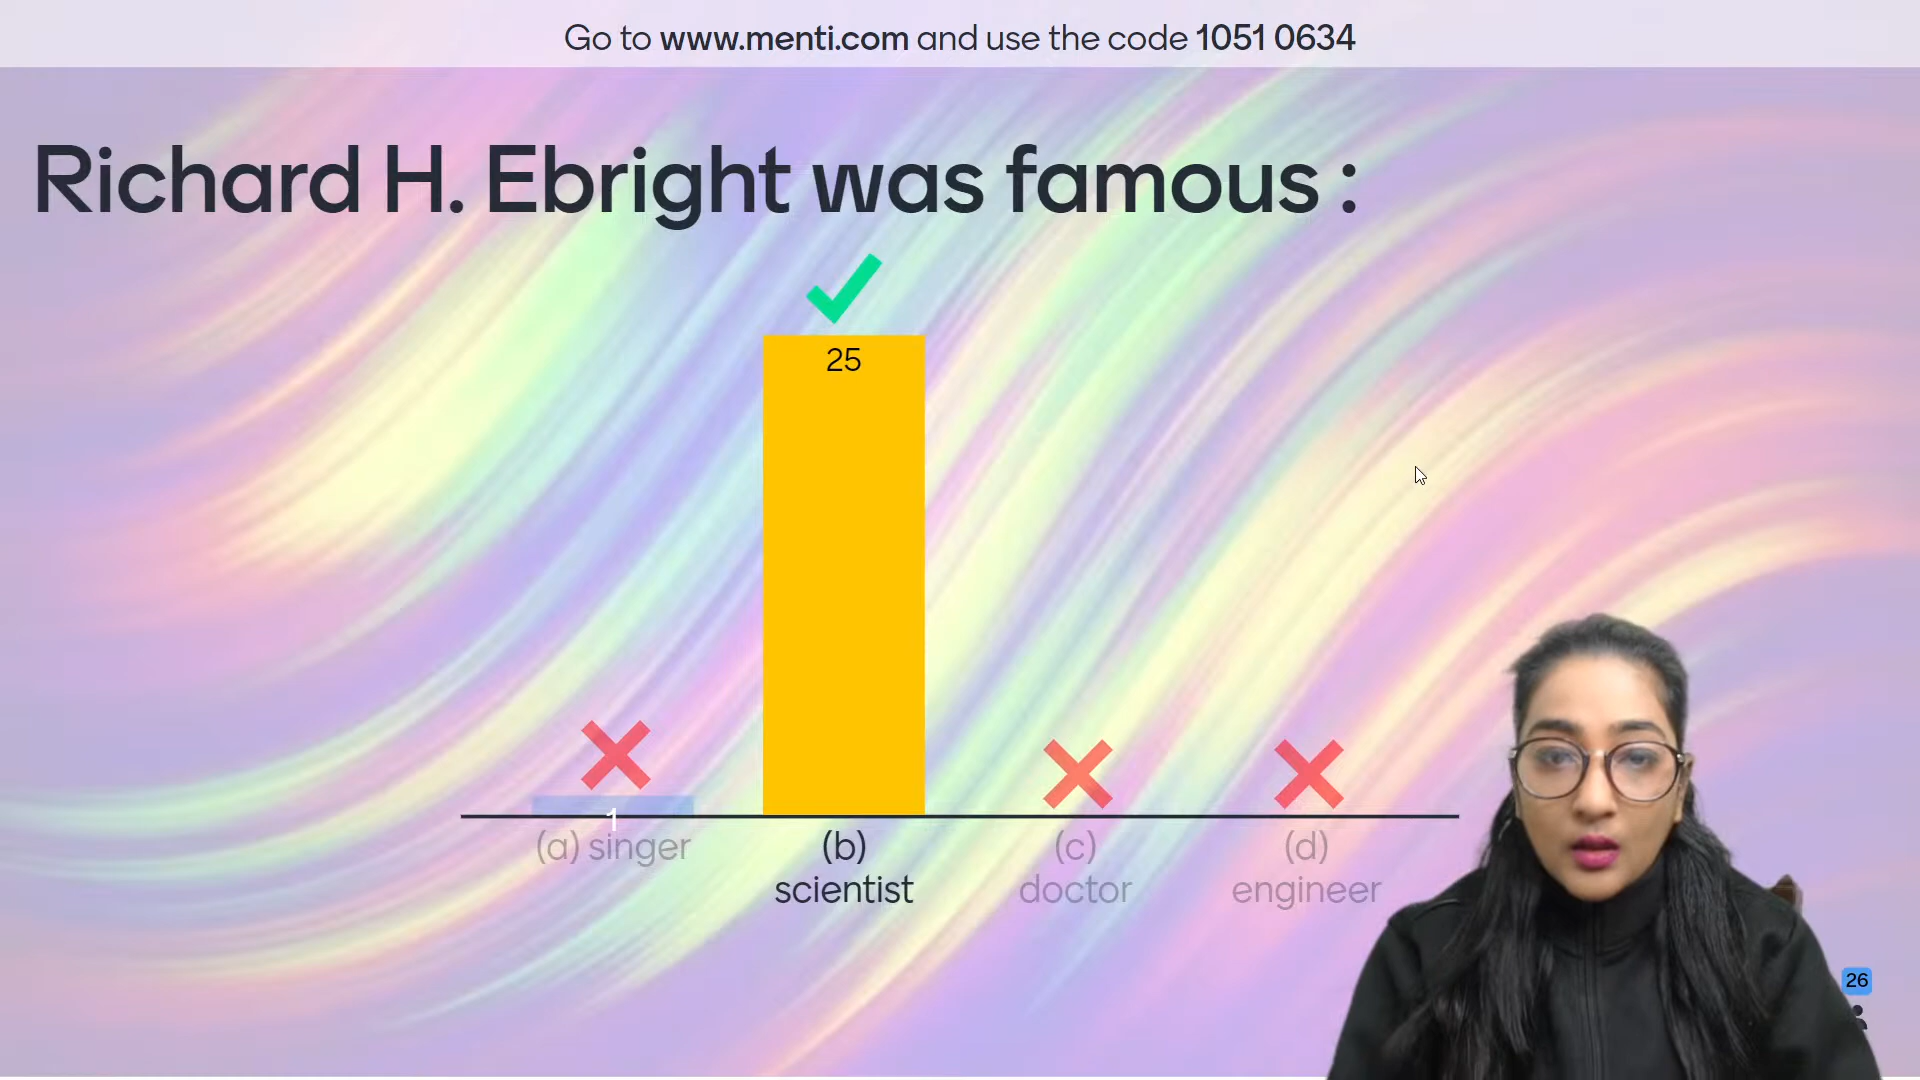 Go to www.menti.com and use the code 1051 0634
Richard H. Ebright was famous :
25
1
(a) singer
(b)
scientist
(c)
doctor
(d)
engineer
26